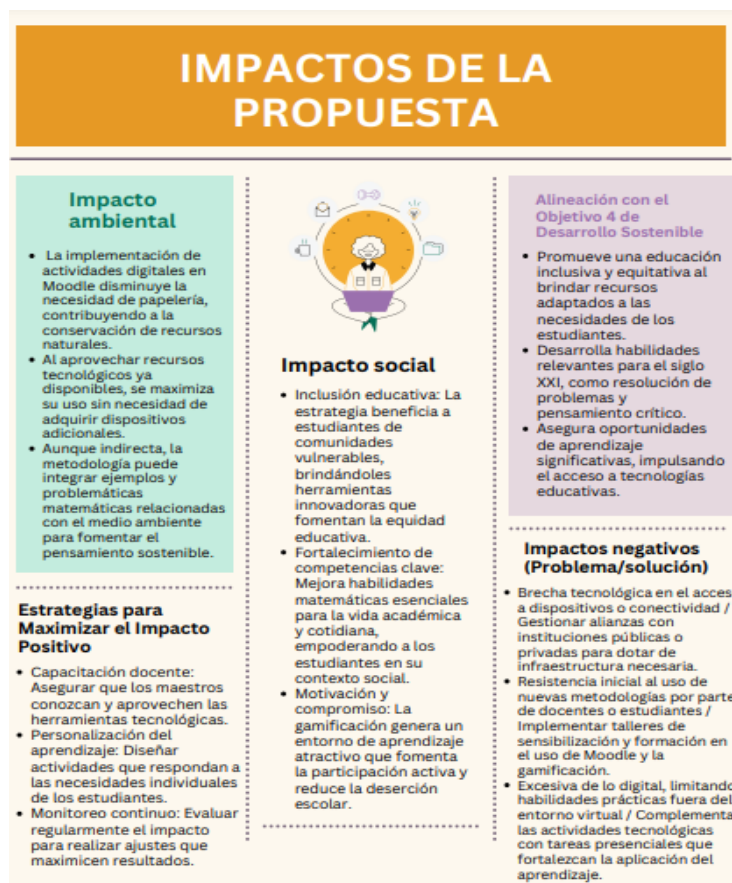 IMPACTOS DE LA
PROPUESTA
Impacto
ambiental
• La implementación de
actividades digitales en
Moodle disminuye la
necesidad de papelería,
contribuyendo a la
conservación de recursos
naturales.
• Al aprovechar recursos
tecnológicos ya
disponibles, se maximiza
su uso sin necesidad de
adquirir dispositivos
adicionales.
• Aunque indirecta, la
metodología puede
integrar ejemplos y
problemáticas
matemáticas relacionadas
con el medio ambiente
para fomentar el
pensamiento sostenible.
Estrategias para
Maximizar el Impacto
Positivo
• Capacitación docente:
Asegurar que los maestros
conozcan y aprovechen las
herramientas tecnológicas.
• Personalización del
aprendizaje: Diseñar
actividades que respondan a
las necesidades individuales
de los estudiantes.
• Monitoreo continuo: Evaluar
regularmente el impacto
para realizar ajustes que
maximicen resultados.
Impacto social
• Inclusión educativa: La
estrategia beneficia a
estudiantes de
comunidades
vulnerables,
brindándoles
herramientas
innovadoras que
fomentan la equidad
educativa.
• Fortalecimiento de
competencias clave:
Mejora habilidades
matemáticas esenciales
para la vida académica
y cotidiana,
empoderando a los
estudiantes en su
contexto social.
• Motivación y
compromiso: La
gamificación genera un
entorno de aprendizaje
atractivo que fomenta
la participación activa y
reduce la deserción
escolar.
Alineación con el
Objetivo 4 de
Desarrollo Sostenible
• Promueve una educación
inclusiva y equitativa al
brindar recursos
adaptados a las
necesidades de los
estudiantes.
• Desarrolla habilidades
relevantes para el siglo
XXI, como resolución de
problemas y
pensamiento crítico.
• Asegura oportunidades
de aprendizaje
significativas, impulsando
el acceso a tecnologías
educativas.
Impactos negativos
(Problema/solución)
• Brecha tecnológica en el acces
a dispositivos o conectividad /
Gestionar alianzas con
instituciones públicas o
privadas para dotar de
infraestructura necesaria.
• Resistencia inicial al uso de
nuevas metodologías por parte
de docentes o estudiantes /
Implementar talleres de
sensibilización y formación en
el uso de Moodle y la
gamificación.
• Excesiva de lo digital, limitando
habilidades prácticas fuera del
entorno virtual / Complementa
las actividades tecnológicas
con tareas presenciales que
fortalezcan la aplicación del
aprendizaje.